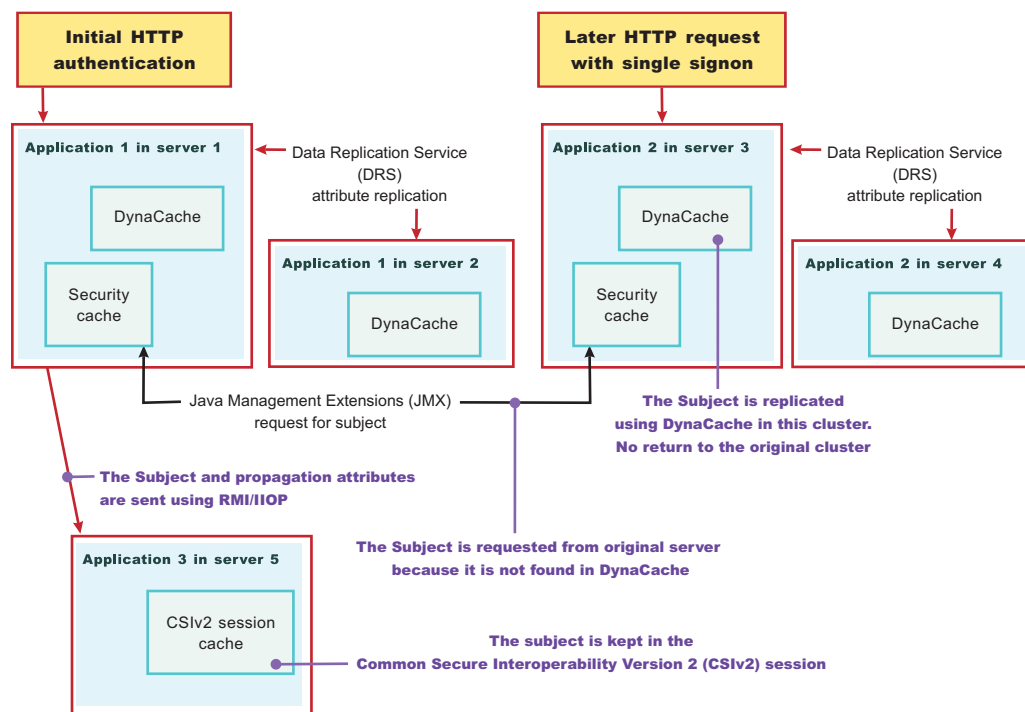 Initial HTTP
authentication
Later HTTP request
with single signon
Application 1 in server 1
DynaCache
Security
cache
Data Replication Service
(DRS)
attribute replication
Application 1 in server 2
DynaCache
Application 2 in server 3
DynaCache
Security
cache
Data Replication Service
(DRS)
attribute replication
Application 2 in server 4
DynaCache
Java Management Extensions (JMX)
request for subject
The Subject is replicated
using DynaCache in this cluster.
No return to the original cluster
The Subject and propagation attributes
are sent using RMI/IIOP
The Subject is requested from original server
because it is not found in DynaCache
Application 3 in server 5
CSIv2 session
cache
The subject is kept in the
Common Secure Interoperability Version 2 (CSIv2) session